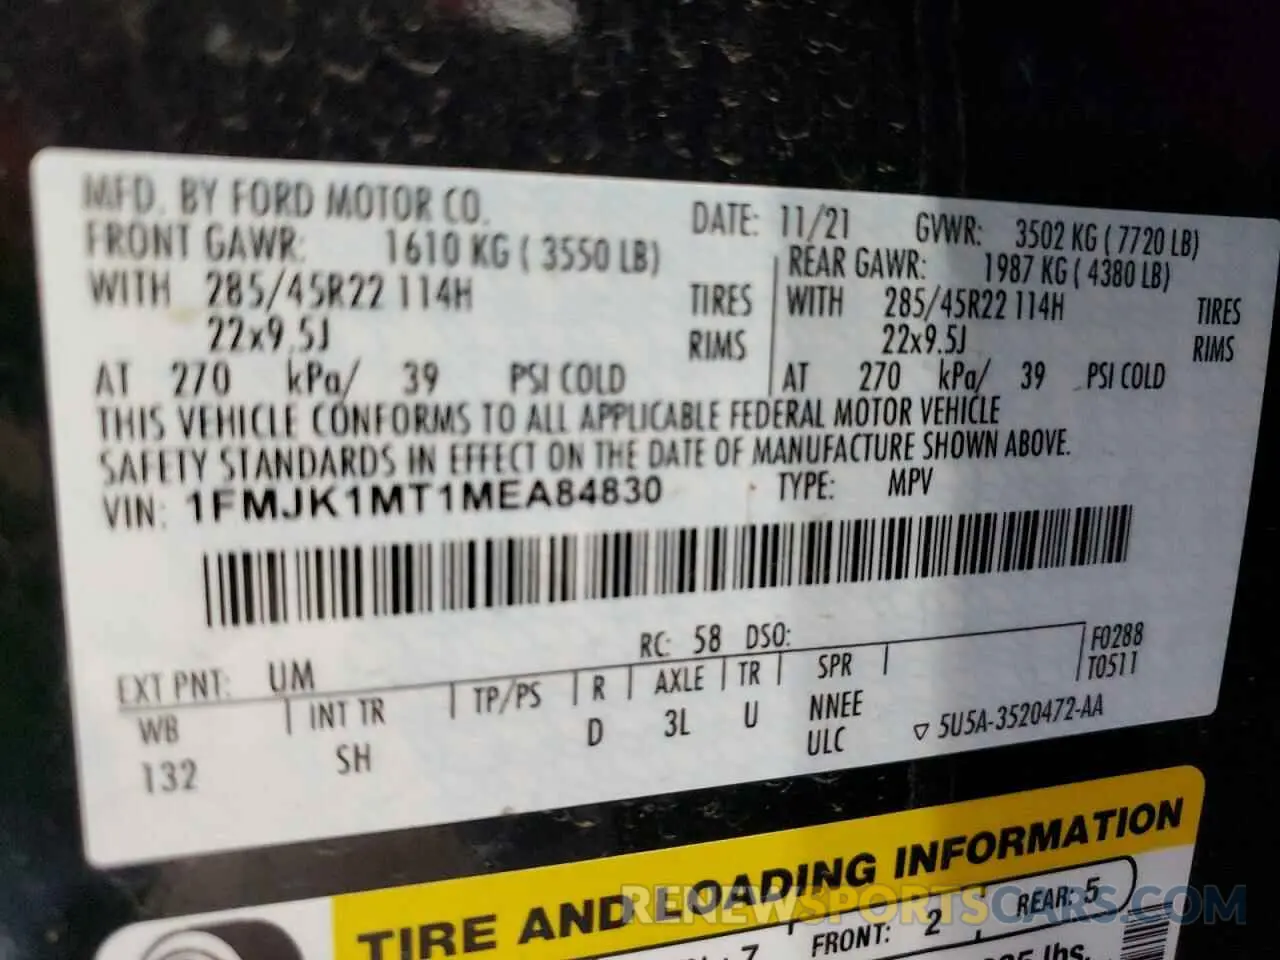 MFD. BY FORD MOTOR CO.
DATE: 11/21 GVWR: 3502 KG ( 7720 LB)
FRONT GAWR: 1610 KG ( 3550 LB)
REAR GAWR: 1987 KG ( 4380 LB)
WITH 285/45R22 114H TIRES
WITH 285/45R22 114H TIRES
22x9.5J RIMS
22x9.5J RIMS
AT 270 kPa/ 39 PSI COLD
AT 270 kPa/ 39 PSI COLD
THIS VEHICLE CONFORMS TO ALL APPLICABLE FEDERAL MOTOR VEHICLE
SAFETY STANDARDS IN EFFECT ON THE DATE OF MANUFACTURE SHOWN ABOVE.
VIN: 1FMJK1MT1MEA84830 TYPE: MPV
EXT PNT: UM RC: 58 DSO: F0288
T0511
WB INT TR TP/PS R AXLE TR SPR
132 SH D 3L U NNEE
ULC ▽ 5U5A-3520472-AA
TIRE AND LOADING INFORMATION
7 FRONT: 2 REAR: 5
lbs.
RENEWSPORTSCARS.COM